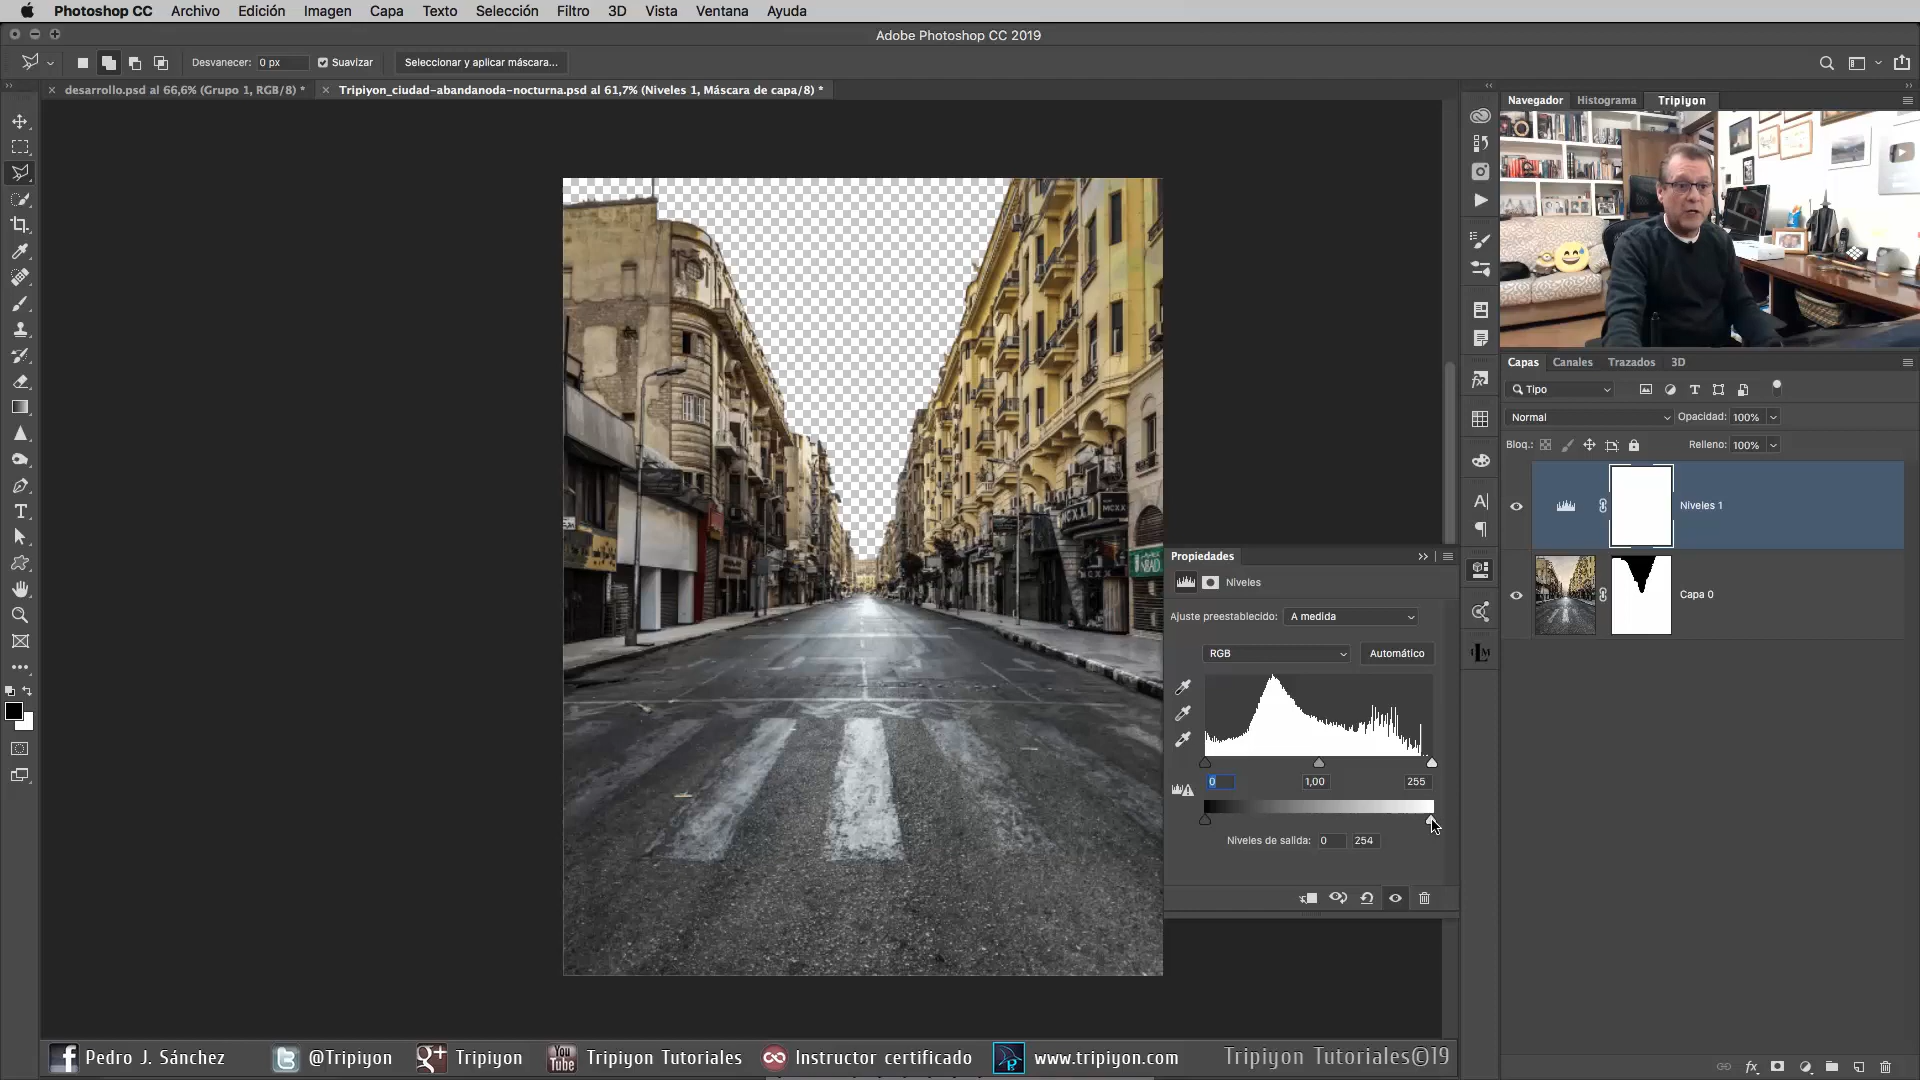 Photoshop CC Archivo Edición Imagen Capa Texto Selección Filtro 3D Vista Ventana Ayuda
Adobe Photoshop CC 2019
Desvanecer: 0 px Suavizar Seleccionar y aplicar máscara...
desarrollo.psd al 66,6% (Grupo 1, RGB/8) * Tripiyon_ciudad-abandanoda-nocturna.psd al 61,7% (Niveles 1, Máscara de capa/8) *
Navegador Histograma Tripiyon
Capas Canales Trazados 3D
Tipo
Normal Opacidad: 100%
Bloq.: Relleno: 100%
Niveles 1
Capa 0
Propiedades
Niveles
Ajuste preestablecido: A medida
RGB Automático
0 1,00 255
Niveles de salida: 0 254
Pedro J. Sánchez @Tripiyon Tripiyon You Tube Tripiyon Tutoriales Instructor certificado www.tripiyon.com Tripiyon Tutoriales©19